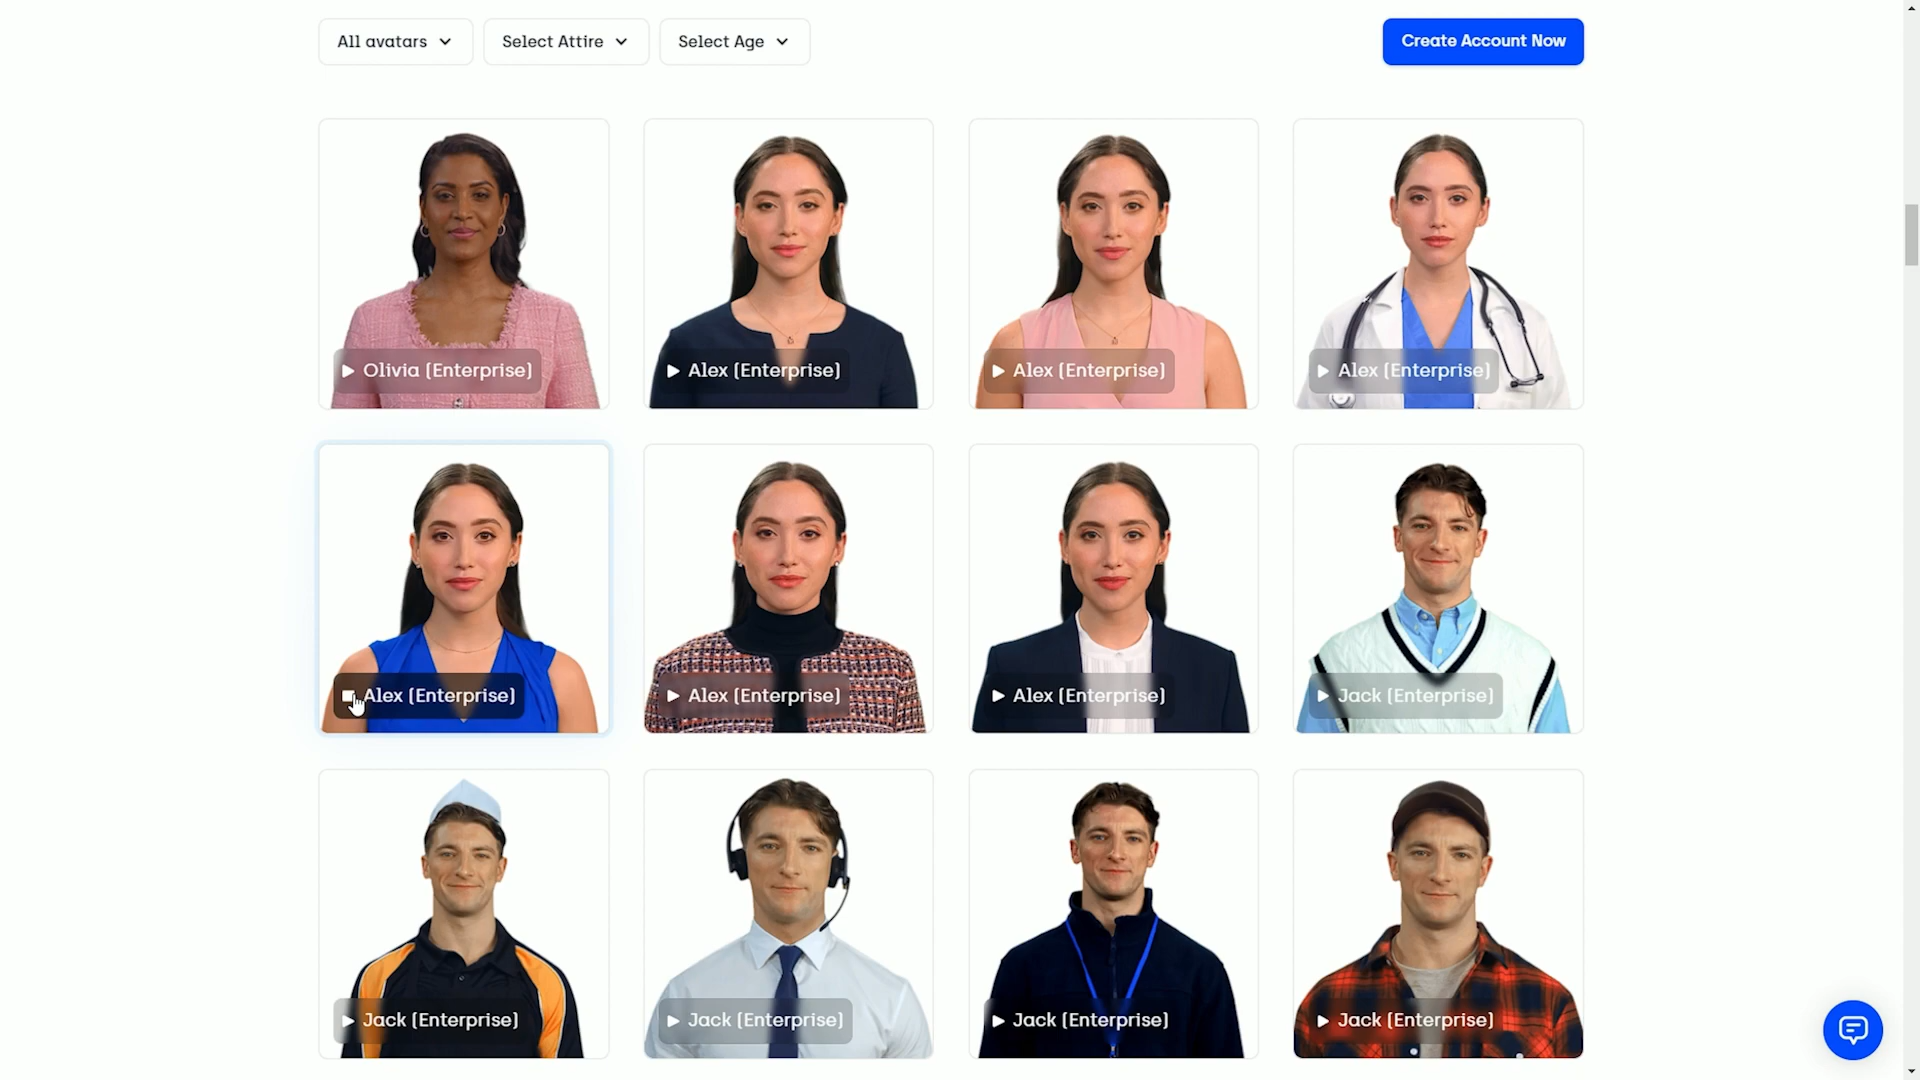 All avatars
Select Attire
Select Age
Create Account Now
Olivia (Enterprise)
Alex (Enterprise)
Alex (Enterprise)
Alex (Enterprise)
Alex (Enterprise)
Alex (Enterprise)
Alex (Enterprise)
Jack (Enterprise)
Jack (Enterprise)
Jack (Enterprise)
Jack (Enterprise)
Jack (Enterprise)